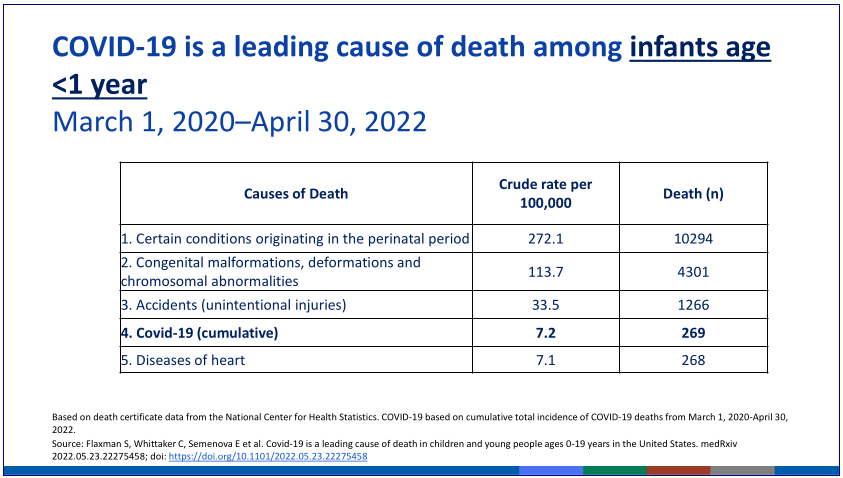 COVID-19 is a leading cause of death among infants age
<1 year
March 1, 2020–April 30, 2022
Causes of Death
Crude rate per
100,000
Death (n)
1. Certain conditions originating in the perinatal period 272.1 10294
2. Congenital malformations, deformations and
chromosomal abnormalities
113.7 4301
3. Accidents (unintentional injuries) 33.5 1266
4. Covid-19 (cumulative) 7.2 269
5. Diseases of heart 7.1 268
Based on death certificate data from the National Center for Health Statistics. COVID-19 based on cumulative total incidence of COVID-19 deaths from March 1, 2020-April 30,
2022.
Source: Flaxman S, Whittaker C, Semenova E et al. Covid-19 is a leading cause of death in children and young people ages 0-19 years in the United States. medRxiv
2022.05.23.22275458; doi: https://doi.org/10.1101/2022.05.23.22275458